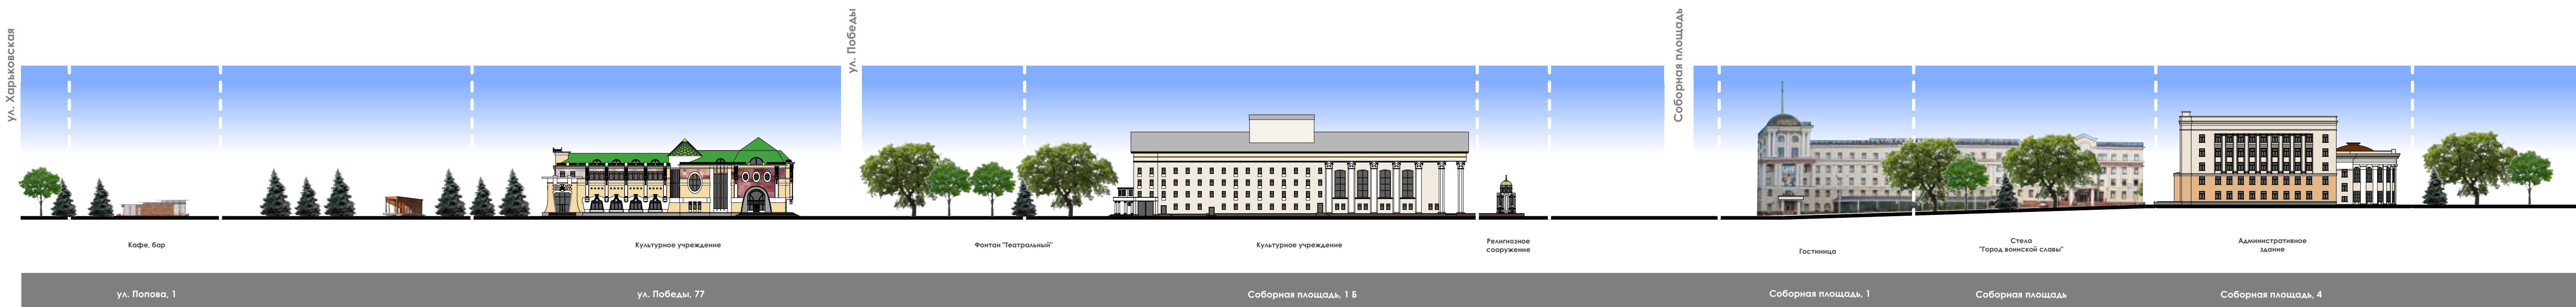 ул. Харьковская
ул. Победы
Соборная площадь
Кафе, бар
Культурное учреждение
Фонтан "Театральный"
Культурное учреждение
Религиозное
сооружение
Гостиница
Стела
"Город воинской славы"
Административное
здание
ул. Попова, 1
ул. Победы, 77
Соборная площадь, 1 Б
Соборная площадь, 1
Соборная площадь
Соборная площадь, 4